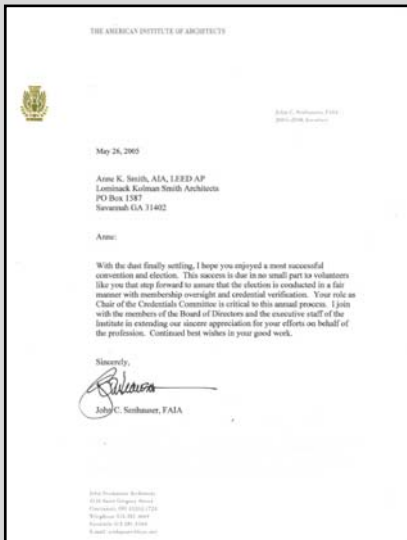 THE AMERICAN INSTITUTE OF ARCHITECTS
John C. Senhauser, FAIA
May 26, 2005
Anne K. Smith, AIA, LEED AP
Lominack Kolman Smith Architects
PO Box 1587
Savannah GA 31402
Anne:
With the dust finally settling, I hope you enjoyed a most successful
convention and election. This success is due in no small part to volunteers
like you that step forward to assure that the election is conducted in a fair
manner with membership oversight and credential verification. Your role as
Chair of the Credentials Committee is critical to this annual process. I join
with the members of the Board of Directors and the executive staff of the
Institute in extending our sincere appreciation for your efforts on behalf of
the profession. Continued best wishes in your good work.
Sincerely,
John C. Senhauser, FAIA